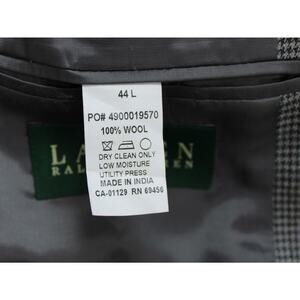 44 L
PO# 4900019570
100% WOOL
DRY CLEAN ONLY
LOW MOISTURE
UTILITY PRESS
MADE IN INDIA
CA-01129 RN 69456